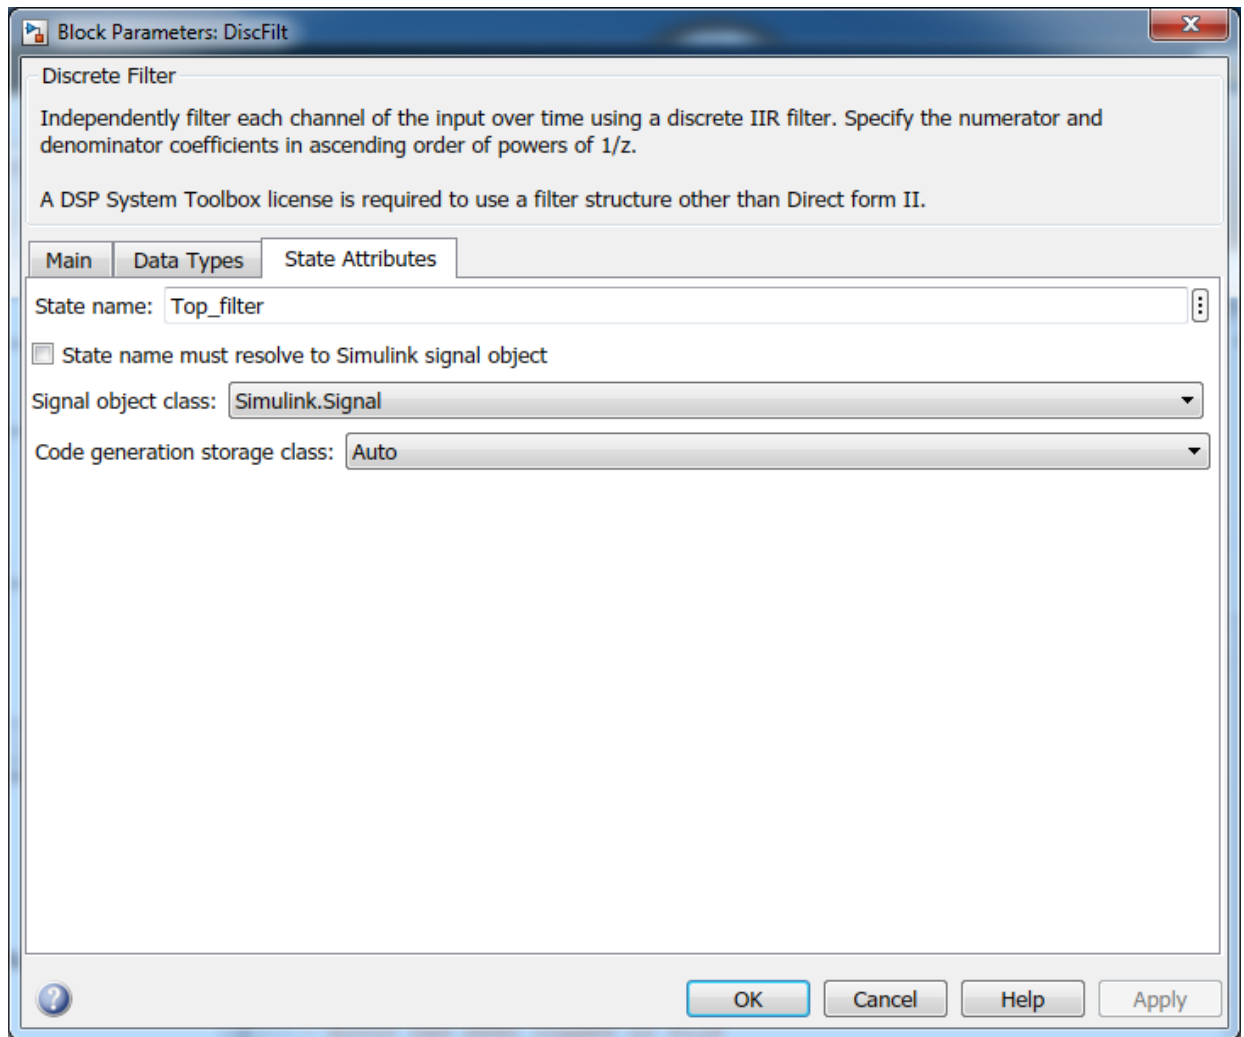 Block Parameters: DiscFilt
Discrete Filter
Independently filter each channel of the input over time using a discrete IIR filter. Specify the numerator and
denominator coefficients in ascending order of powers of 1/z.
A DSP System Toolbox license is required to use a filter structure other than Direct form II.
Main Data Types State Attributes
State name: Top_filter
State name must resolve to Simulink signal object
Signal object class: Simulink.Signal
Code generation storage class: Auto
OK Cancel Help Apply